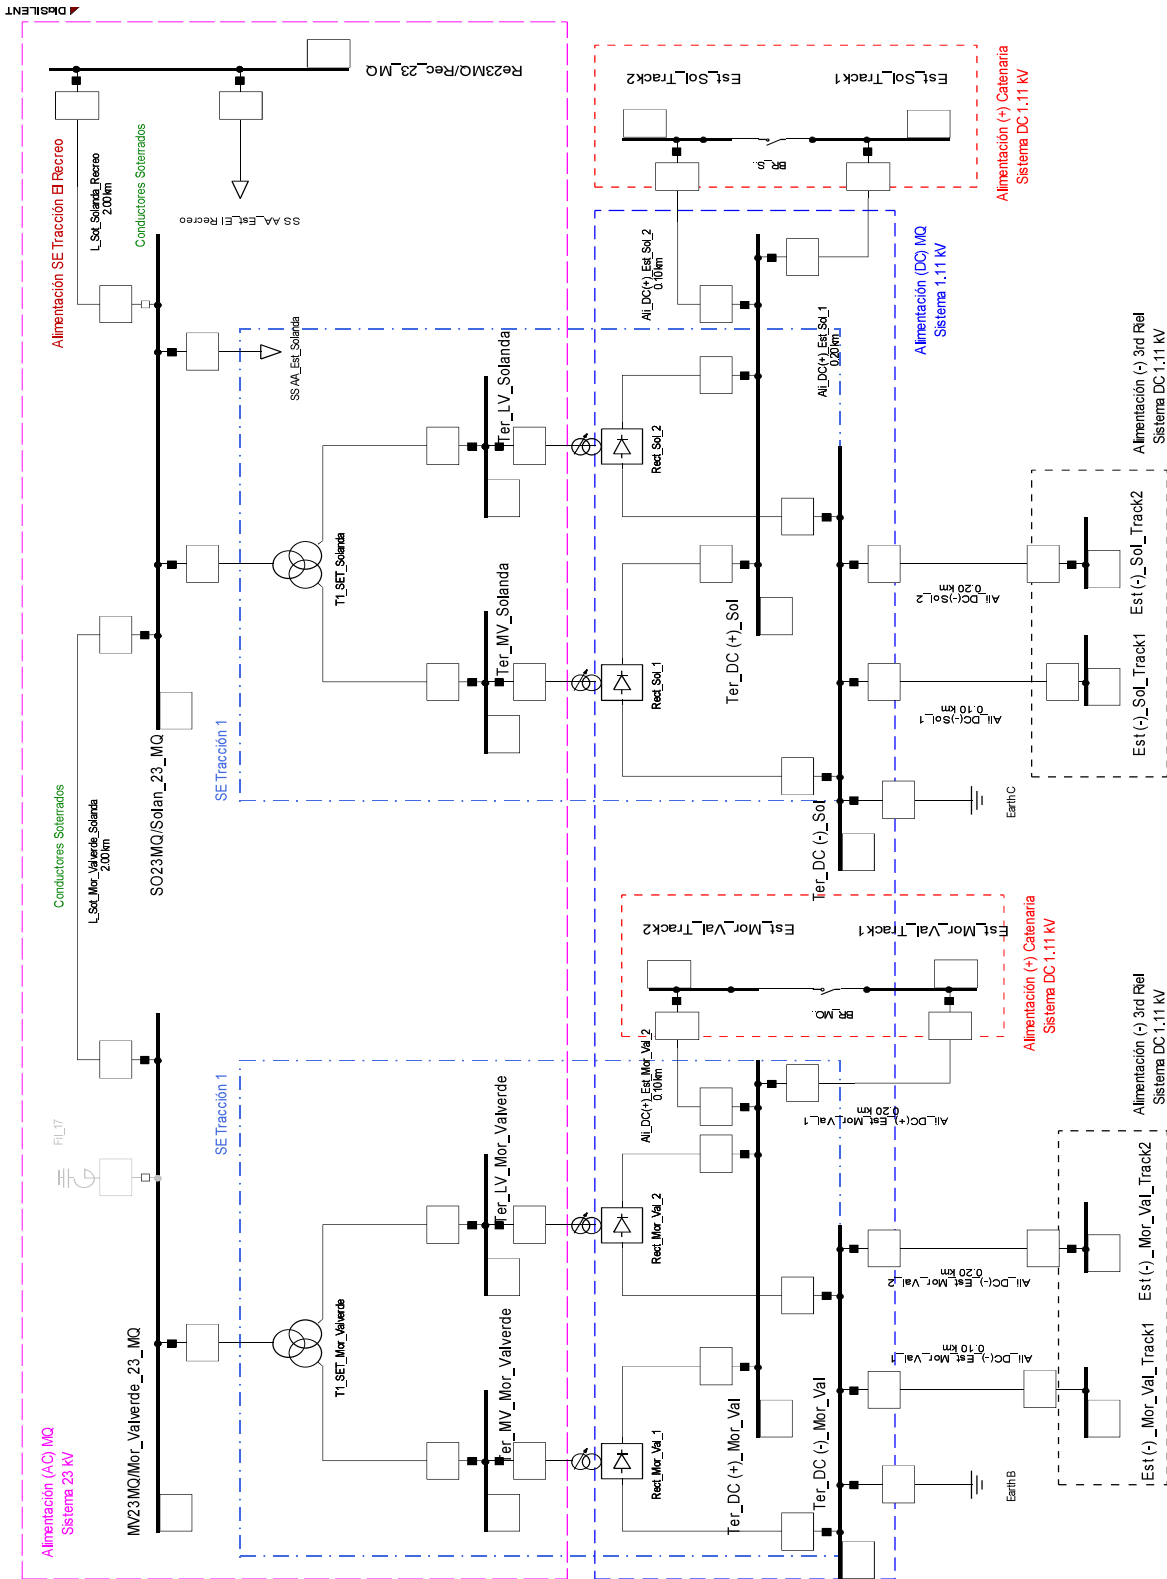 DIgSILENT
Re23MQ/Rec_23_MQ
Alimentación SE Tracción El Recreo
L_Sot_Solanda_Recreo
2.00 km
Conductores Soterrados
SS AA_Est_El Recreo
Est_Sol_Track2
Est_Sol_Track1
BR_S..
Alimentación (+) Catenaria
Sistema DC 1.11 kV
Ali_DC(+)_Est_Sol_2
0.10 km
Alimentación (DC) MQ
Sistema 1.11 kV
SS AA_Est_Solanda
Ter_LV_Solanda
Rect_Sol_2
Ali_DC(+)_Est_Sol_1
0.20 km
T1_SET_Solanda
Ter_MV_Solanda
Rect_Sol_1
Ter_DC (+)_Sol
Alimentación (-) 3rd Riel
Sistema DC 1.11 kV
Ali_DC(-)Sol_2
0.20 km
Est (-)_Sol_Track2
Ali_DC(-)Sol_1
0.10 km
Est (-)_Sol_Track1
SE Tracción 1
SO23MQ/Solan_23_MQ
Ter_DC (-)_Sol
Earth C
Conductores Soterrados
L_Sot_Mor_Valverde_Solanda
2.00 km
Est_Mor_Val_Track2
Est_Mor_Val_Track1
BR_MQ..
Alimentación (+) Catenaria
Sistema DC 1.11 kV
Fil_17
SE Tracción 1
Ali_DC(+)_Est_Mor_Val_2
0.10 km
Ali_DC(+)_Est_Mor_Val_1
0.20 km
Alimentación (-) 3rd Riel
Sistema DC 1.11 kV
Ter_LV_Mor_Valverde
Rect_Mor_Val_2
T1_SET_Mor_Valverde
Ali_DC(-)_Est_Mor_Val_2
0.20 km
Est (-)_Mor_Val_Track2
Ali_DC(-)_Est_Mor_Val_1
0.10 km
Est (-)_Mor_Val_Track1
Ter_MV_Mor_Valverde
Rect_Mor_Val_1
Ter_DC (+)_Mor_Val
Ter_DC (-)_Mor_Val
Earth B
MV23MQ/Mor_Valverde_23_MQ
Alimentación (AC) MQ
Sistema 23 kV